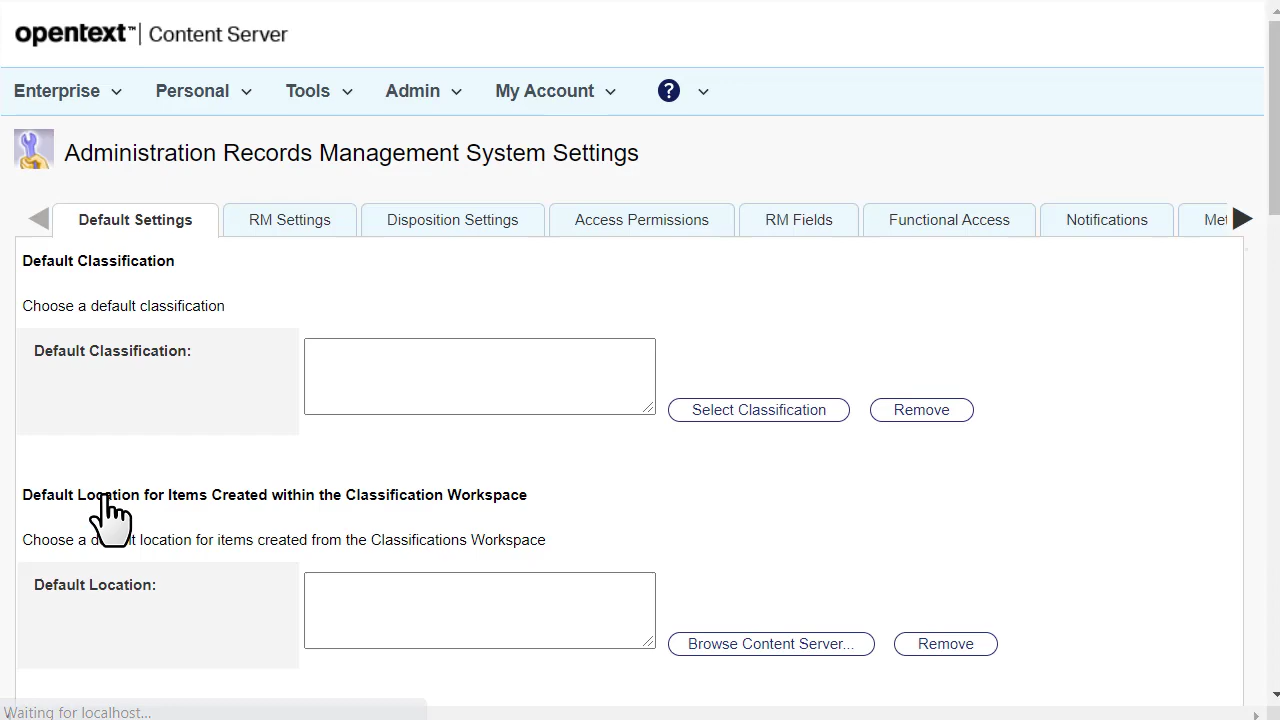 opentext™ | Content Server
Enterprise Personal Tools Admin My Account ?
Administration Records Management System Settings
Default Settings RM Settings Disposition Settings Access Permissions RM Fields Functional Access Notifications Met
Default Classification
Choose a default classification
Default Classification:
Select Classification Remove
Default Location for Items Created within the Classification Workspace
Choose a default location for items created from the Classifications Workspace
Default Location:
Browse Content Server... Remove
Waiting for localhost...